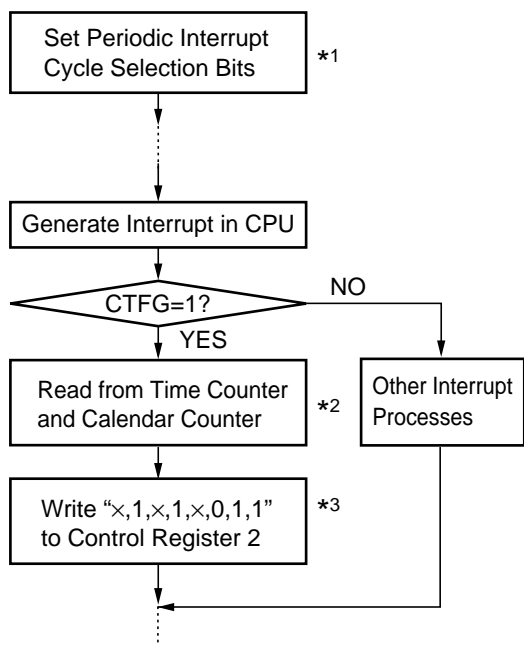 Set Periodic Interrupt
Cycle Selection Bits
*1
Generate Interrupt in CPU
CTFG=1?
NO
YES
Read from Time Counter
and Calendar Counter
*2
Other Interrupt
Processes
Write “×,1,×,1,×,0,1,1”
to Control Register 2
*3